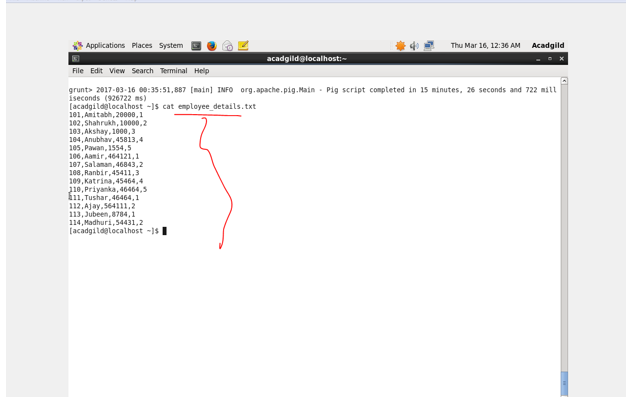 Applications Places System Thu Mar 16, 12:36 AM Acadgild
acadgild@localhost:~
File Edit View Search Terminal Help
grunt> 2017-03-16 00:35:51,887 [main] INFO  org.apache.pig.Main - Pig script completed in 15 minutes, 26 seconds and 722 mill
iseconds (926722 ms)
[acadgild@localhost ~]$ cat employee_details.txt
101,Amitabh,20000,1
102,Shahrukh,10000,2
103,Akshay,1000,3
104,Anubhav,45813,4
105,Pawan,1554,5
106,Aamir,464121,1
107,Salaman,46843,2
108,Ranbir,45411,3
109,Katrina,45464,4
110,Priyanka,46464,5
111,Tushar,46464,1
112,Ajay,564111,2
113,Jubeen,8784,1
114,Madhuri,54431,2
[acadgild@localhost ~]$